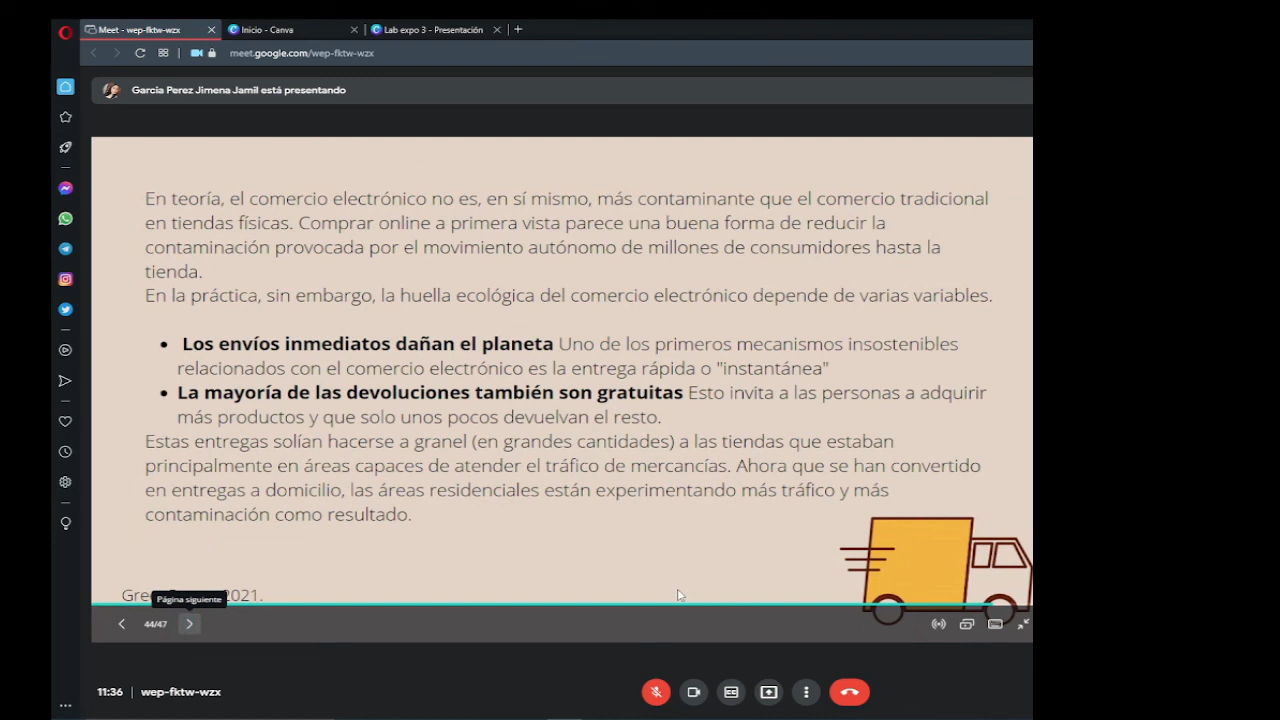 Meet - wep-fktw-wzx
Inicio - Canva
Lab expo 3 - Presentación
meet.google.com/wep-fktw-wzx
Garcia Perez Jimena Jamil está presentando
En teoría, el comercio electrónico no es, en sí mismo, más contaminante que el comercio tradicional
en tiendas físicas. Comprar online a primera vista parece una buena forma de reducir la
contaminación provocada por el movimiento autónomo de millones de consumidores hasta la
tienda.
En la práctica, sin embargo, la huella ecológica del comercio electrónico depende de varias variables.
• Los envíos inmediatos dañan el planeta Uno de los primeros mecanismos insostenibles
relacionados con el comercio electrónico es la entrega rápida o "instantánea"
• La mayoría de las devoluciones también son gratuitas Esto invita a las personas a adquirir
más productos y que solo unos pocos devuelvan el resto.
Estas entregas solían hacerse a granel (en grandes cantidades) a las tiendas que estaban
principalmente en áreas capaces de atender el tráfico de mercancías. Ahora que se han convertido
en entregas a domicilio, las áreas residenciales están experimentando más tráfico y más
contaminación como resultado.
2021.
Página siguiente
44/47
11:36 wep-fktw-wzx